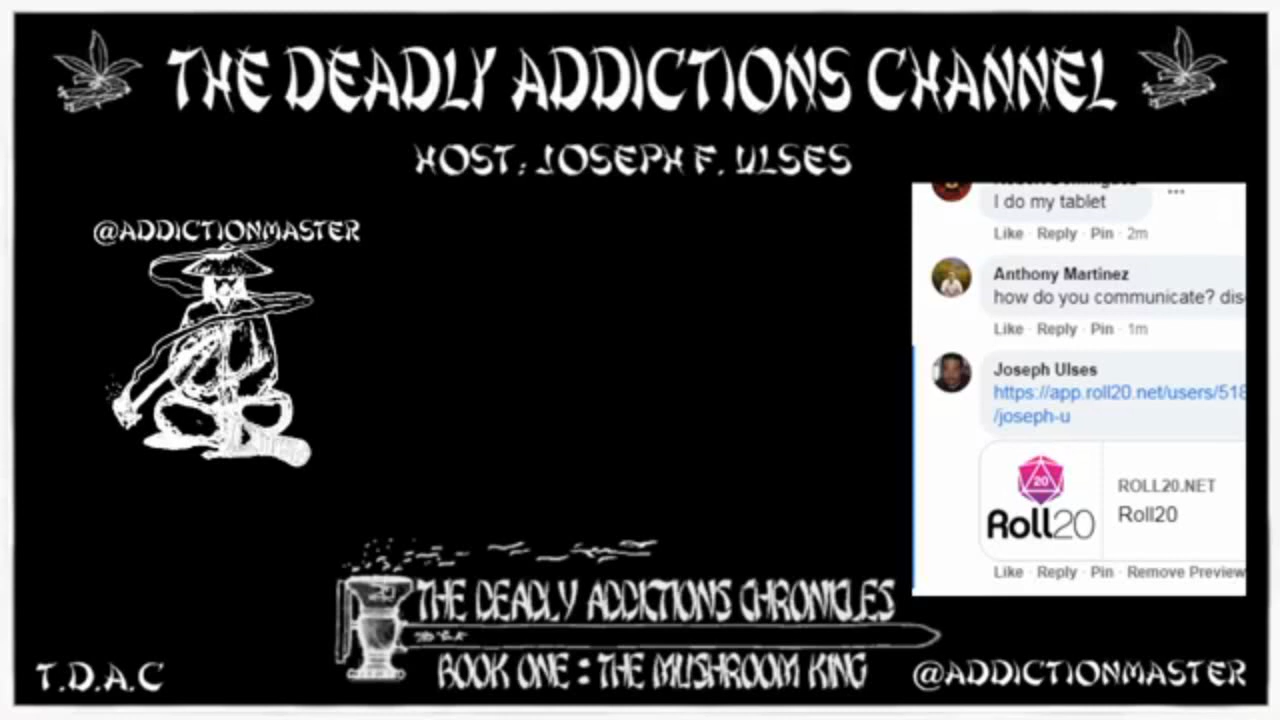 THE DEADLY ADDICTIONS CHANNEL
HOST: JOSEPH F. ULSES
@ADDICTIONMASTER
I do my tablet
Like · Reply · Pin · 2m
Anthony Martinez
how do you communicate?
Like · Reply · Pin · 1m
Joseph Ulses
https://app.roll20.net/users/518
/joseph-u
20
Roll20
ROLL20.NET
Roll20
Like · Reply · Pin · Remove Preview
THE DEADLY ADDICTIONS CHRONICLES
BOOK ONE : THE MUSHROOM KING
T.D.A.C
@ADDICTIONMASTER